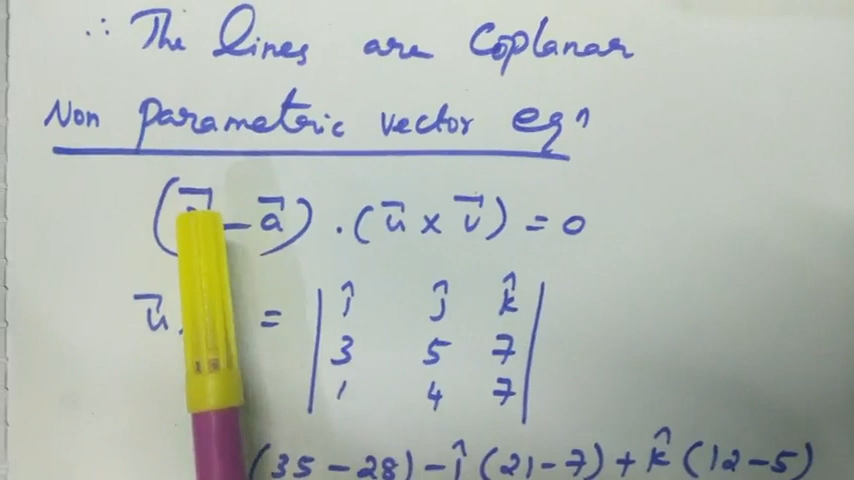 ∴ The lines are Coplanar
Non parametric vector eqn
( − a⃗) . (u⃗ × v⃗) = 0
u⃗ = | î ĵ k̂ |
3 5 7
1 4 7
(35 − 28) − ĵ (21 − 7) + k̂ (12 − 5)